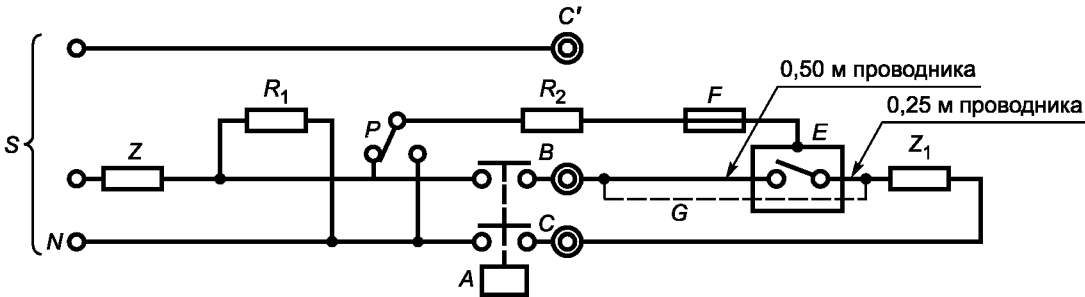 C'
0,50 м проводника
0,25 м проводника
R1
P
R2
F
E
S
Z
B
Z1
G
N
C
A